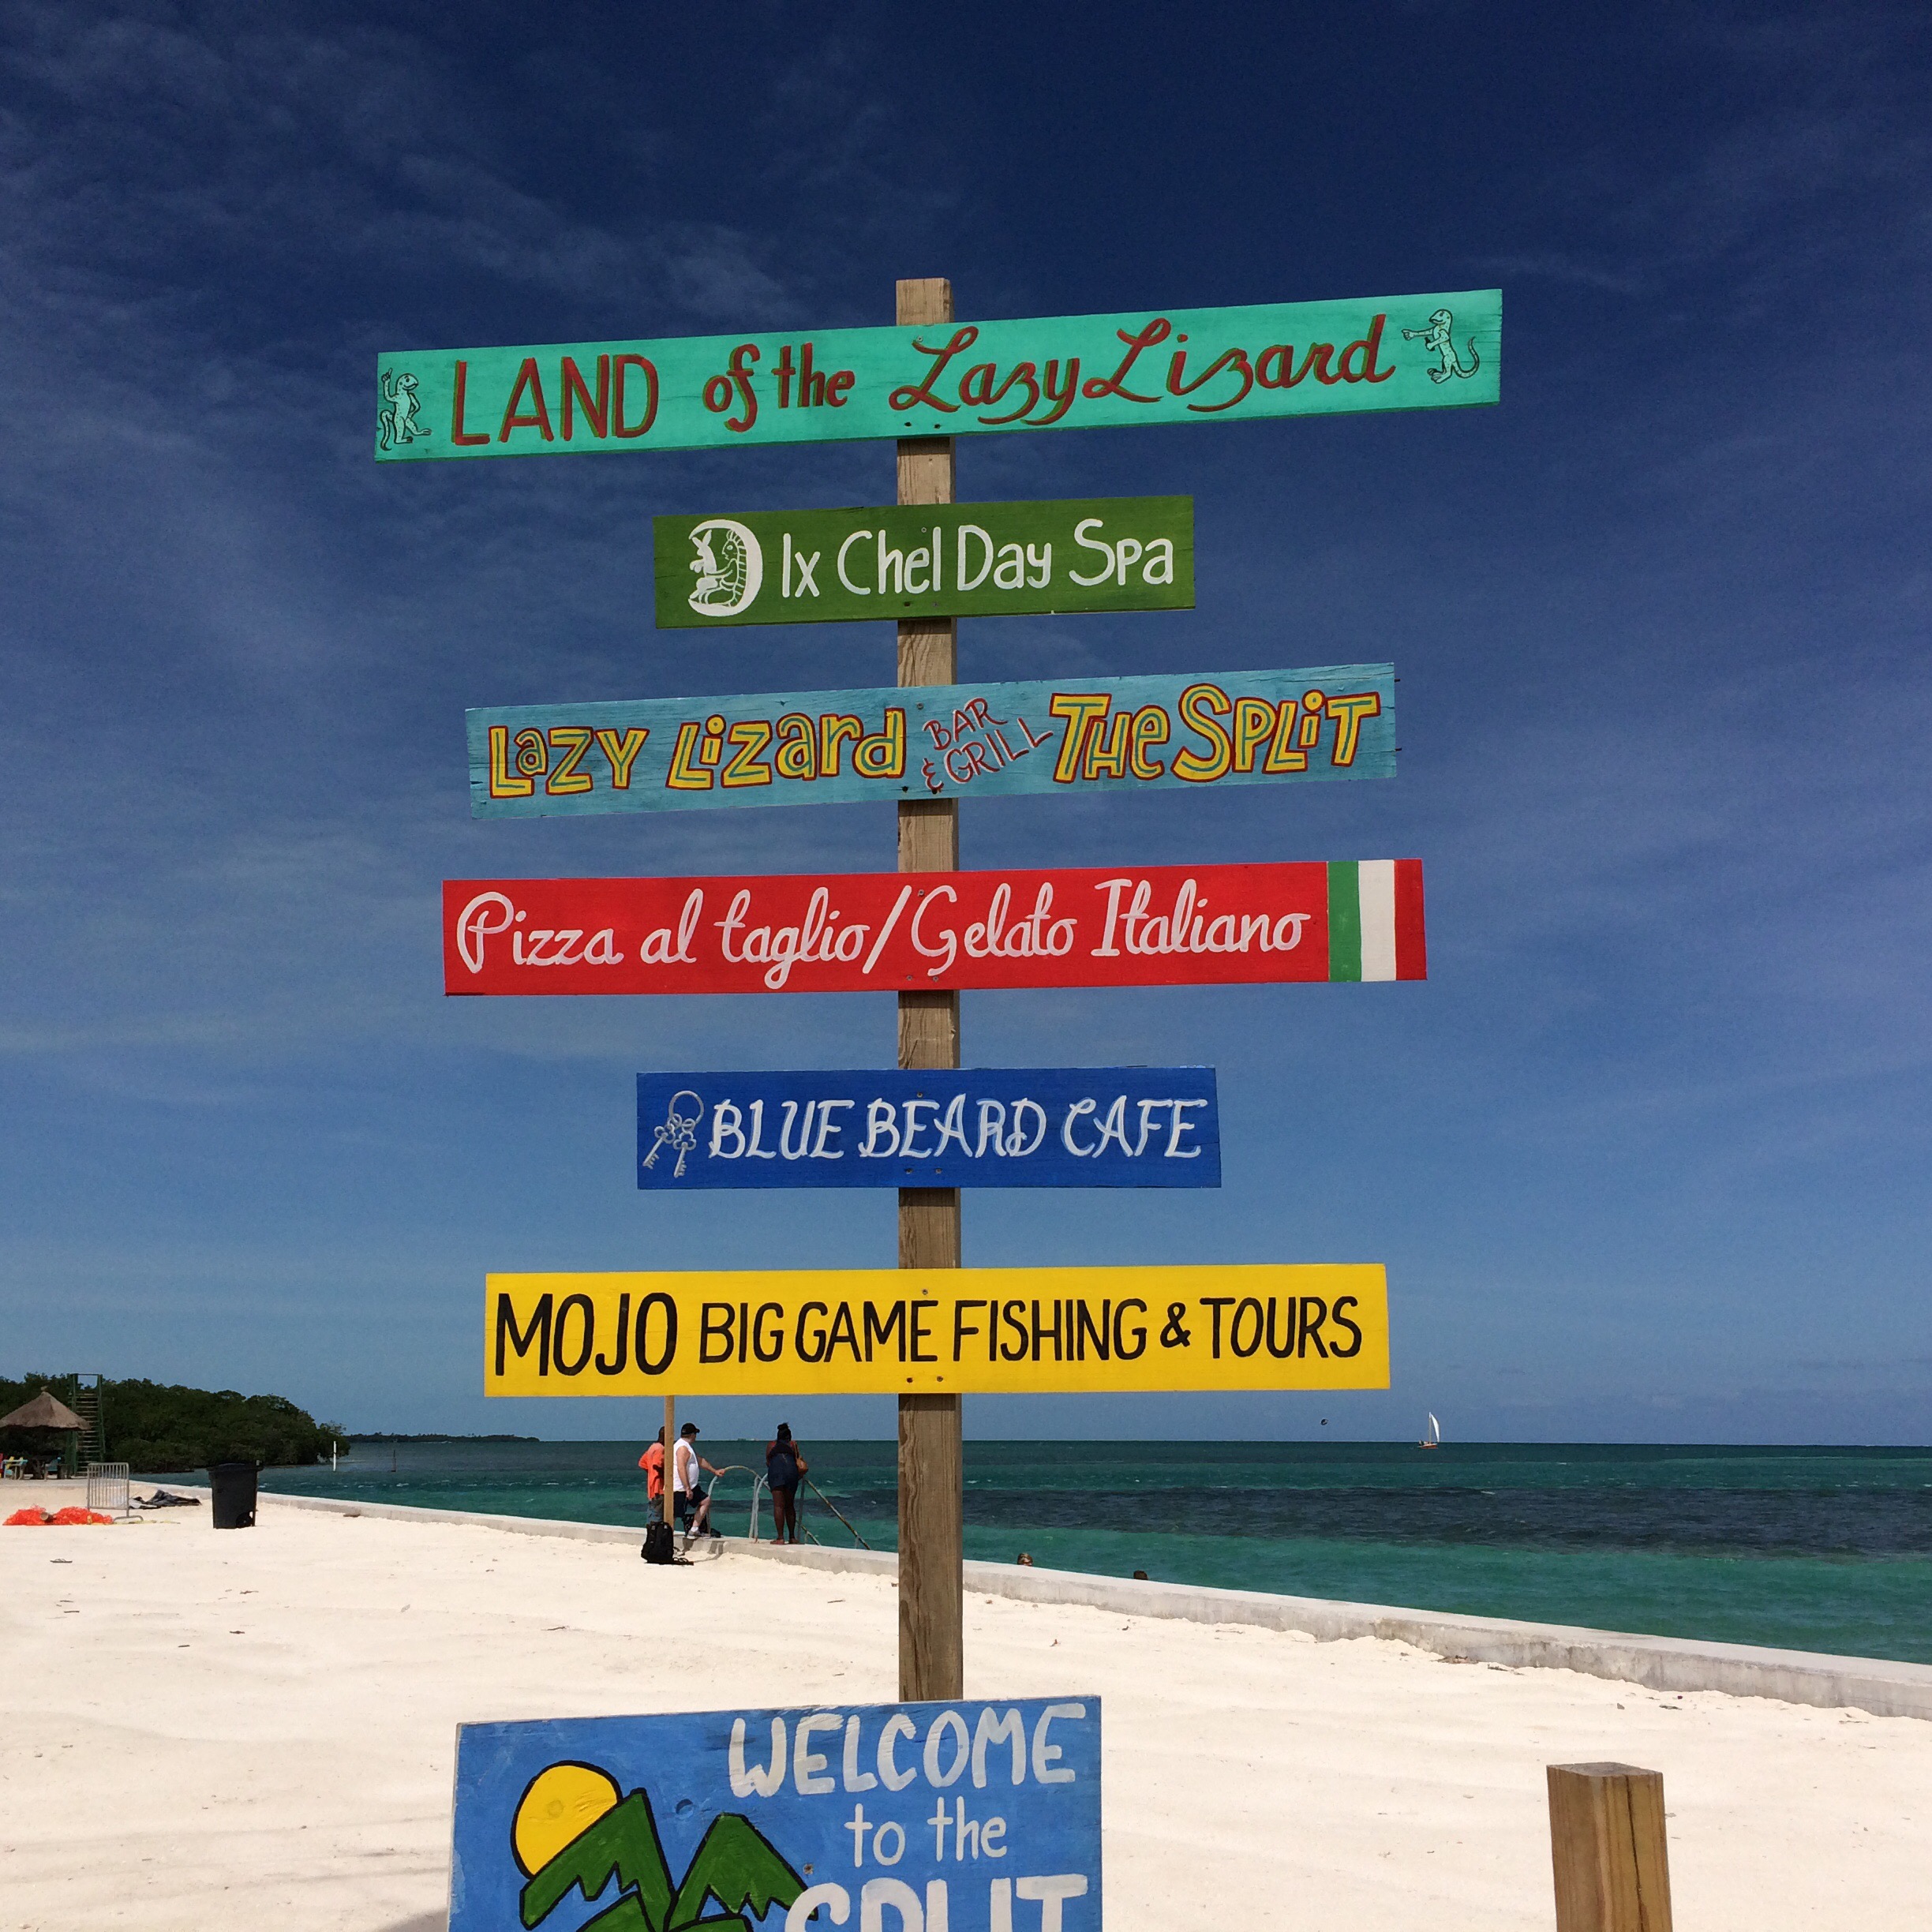 LAND of the Lazy Lizard
Ix Chel Day Spa
Lazy Lizard BAR & GRILL The Split
Pizza al taglio/Gelato Italiano
BLUE BEARD CAFE
MOJO BIG GAME FISHING & TOURS
WELCOME
to the
SPLIT